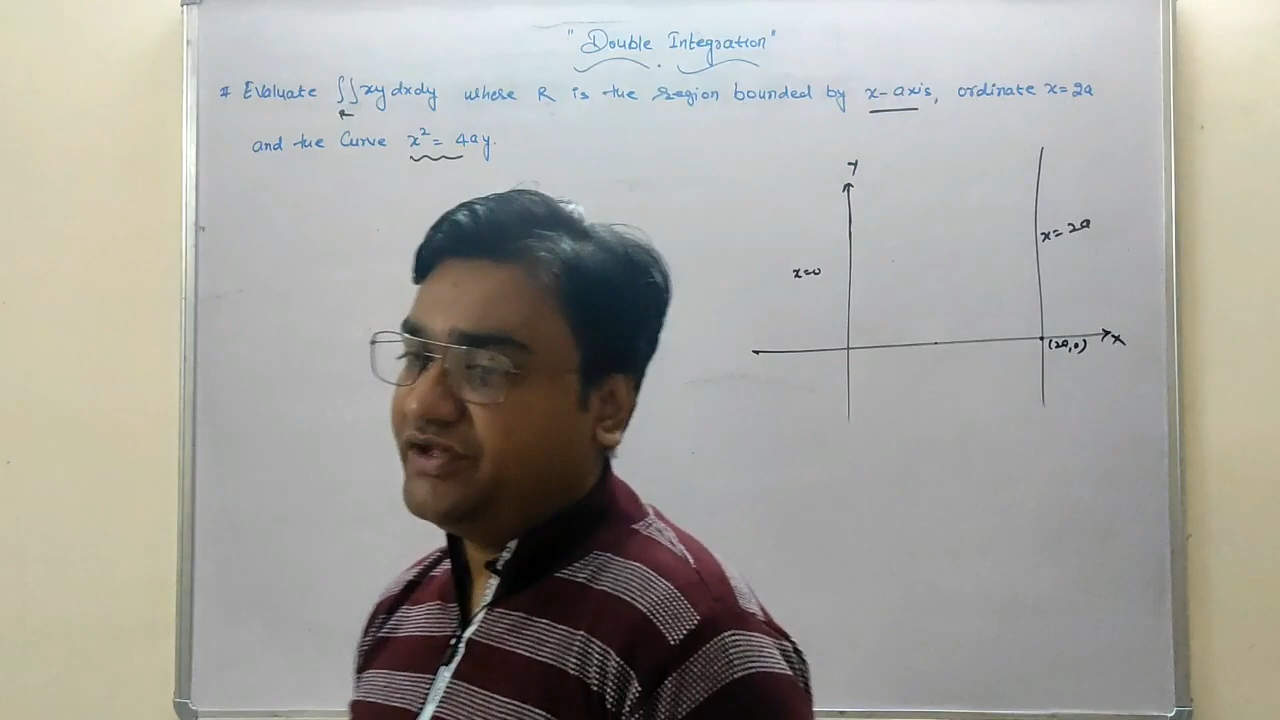 "Double Integration"
# Evaluate ∬_R xy dxdy where R is the region bounded by x-axis, ordinate x=2a
and the Curve x² = 4ay.
Y
x=2a
x=0
(2a,0)
X